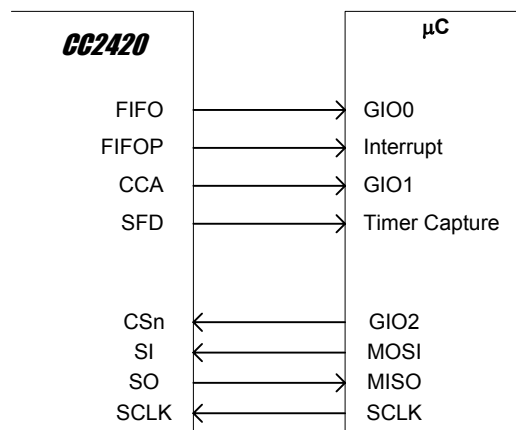 CC2420 µC
FIFO GIO0
FIFOP Interrupt
CCA GIO1
SFD Timer Capture
CSn GIO2
SI MOSI
SO MISO
SCLK SCLK